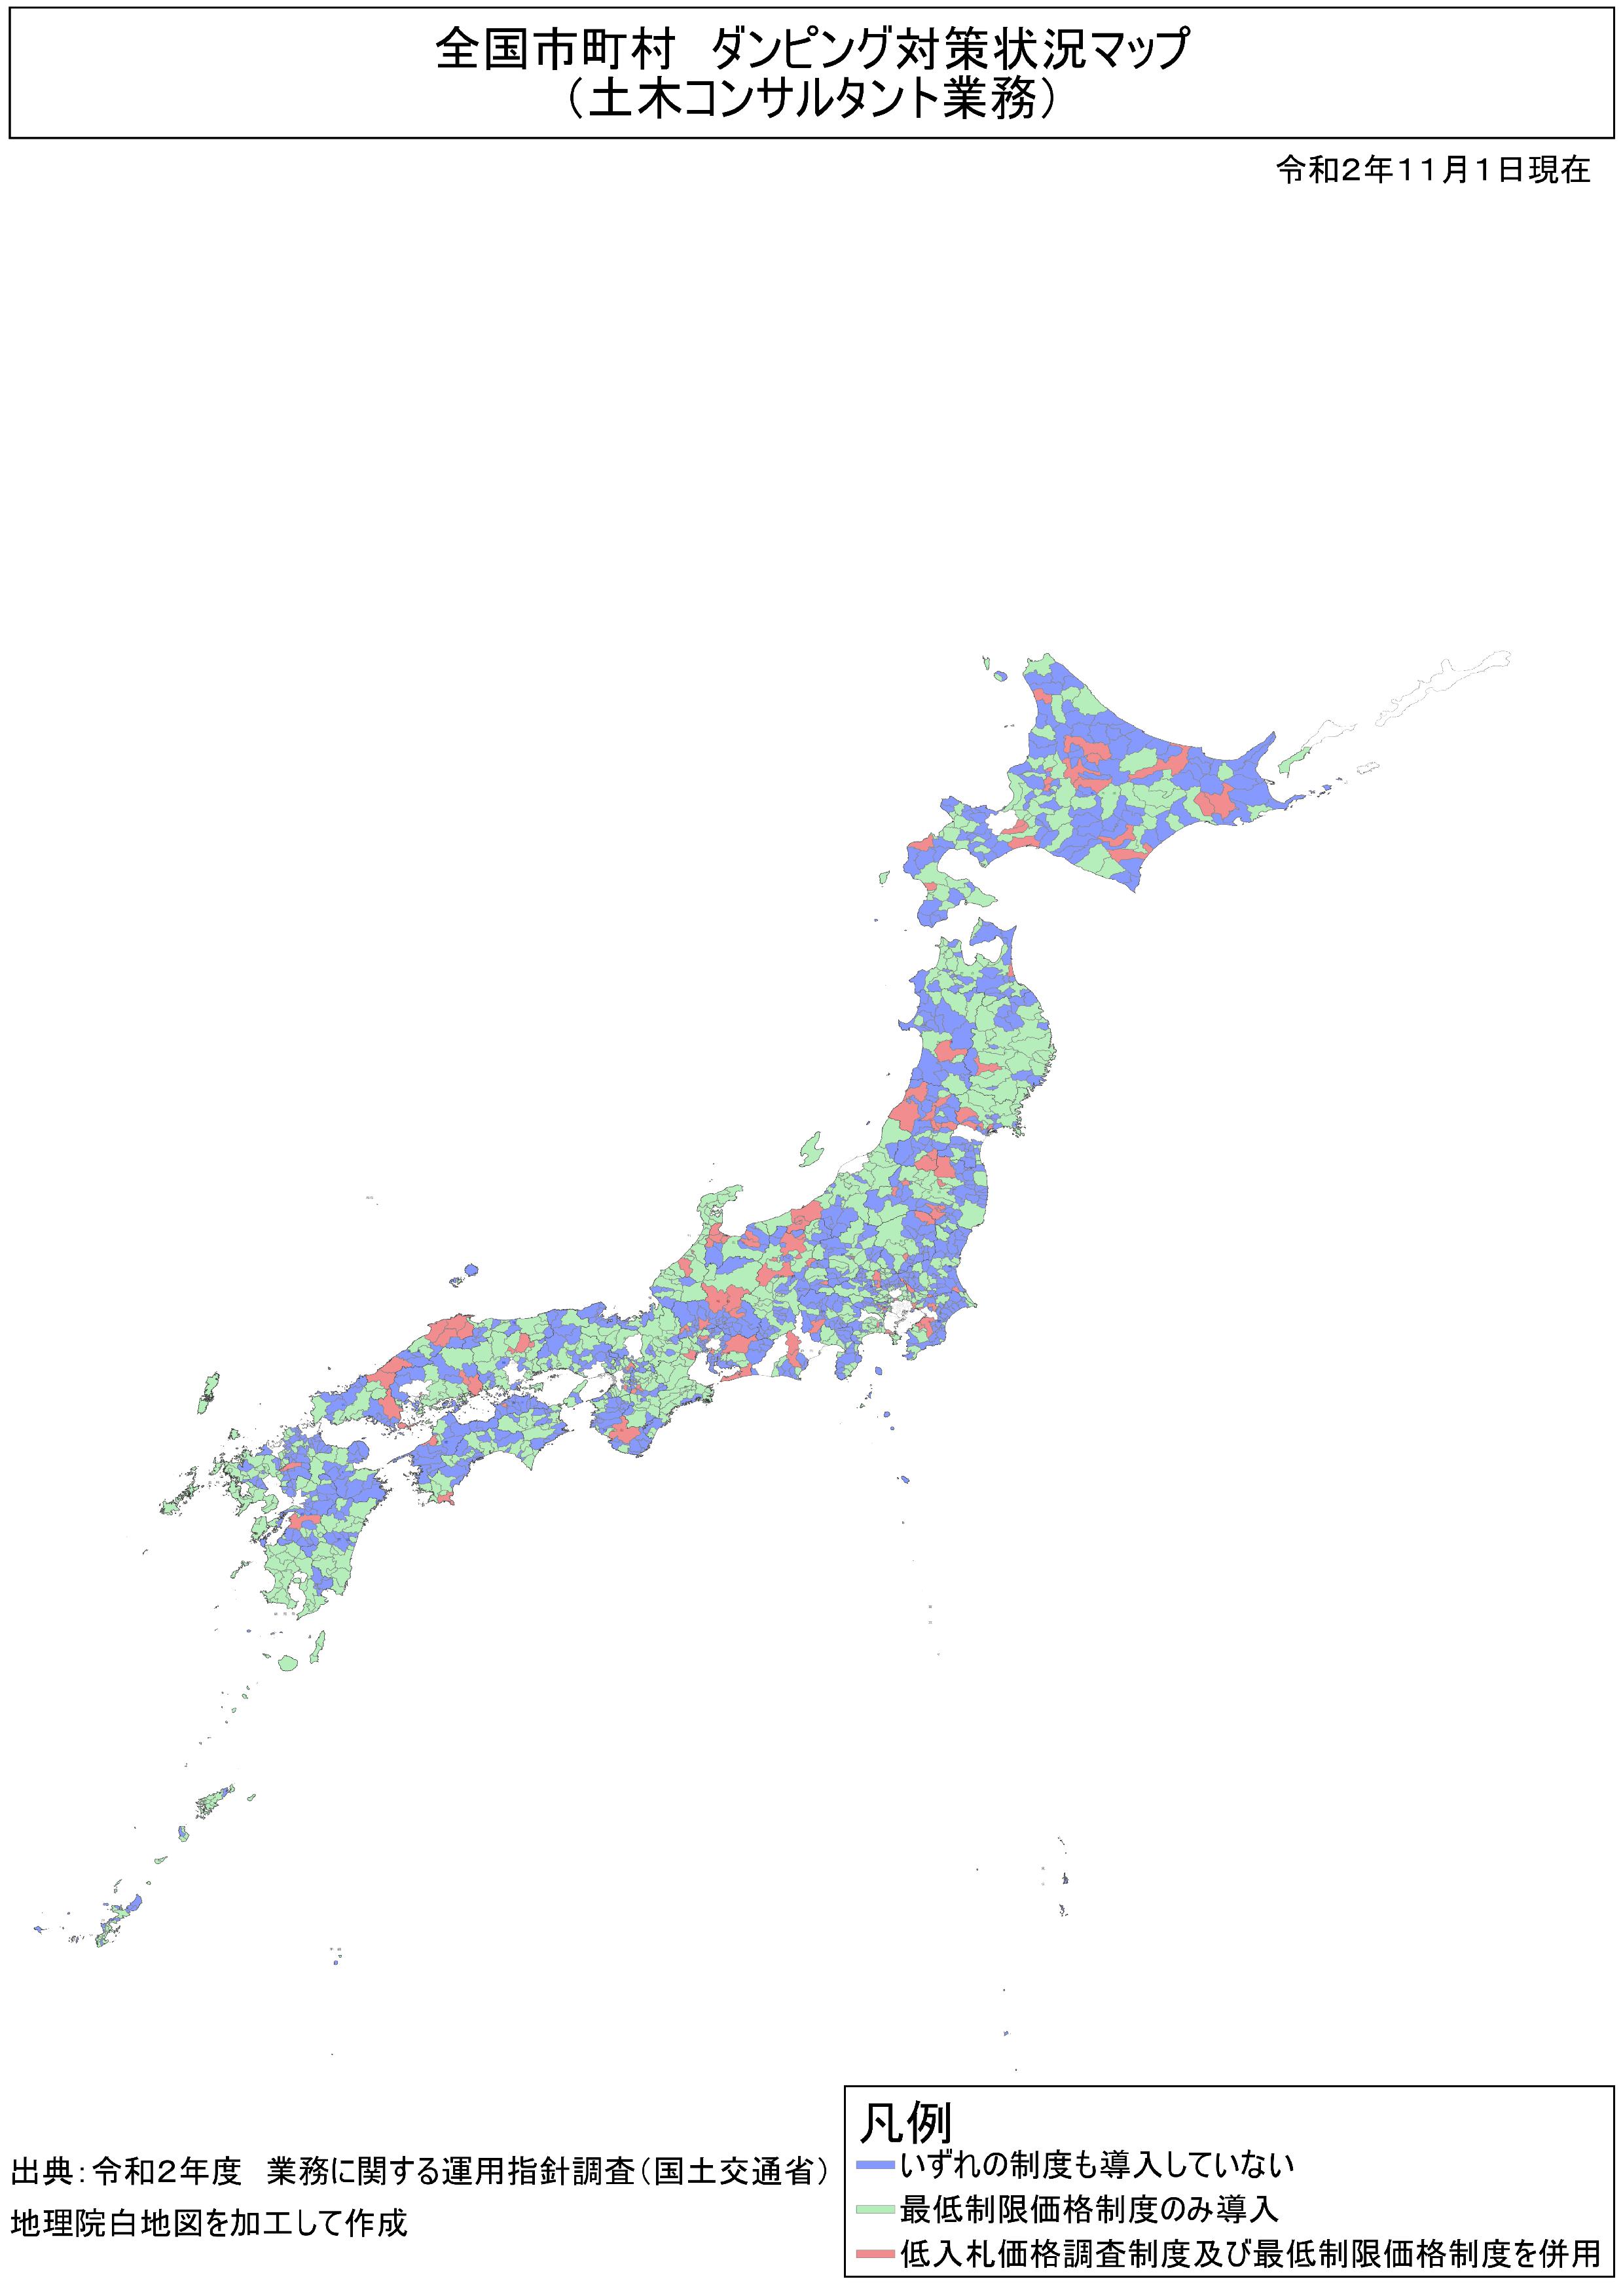 全国市町村　ダンピング対策状況マップ
（土木コンサルタント業務）
令和２年１１月１日現在
凡例
いずれの制度も導入していない
最低制限価格制度のみ導入
低入札価格調査制度及び最低制限価格制度を併用
出典：令和２年度　業務に関する運用指針調査（国土交通省）
地理院白地図を加工して作成